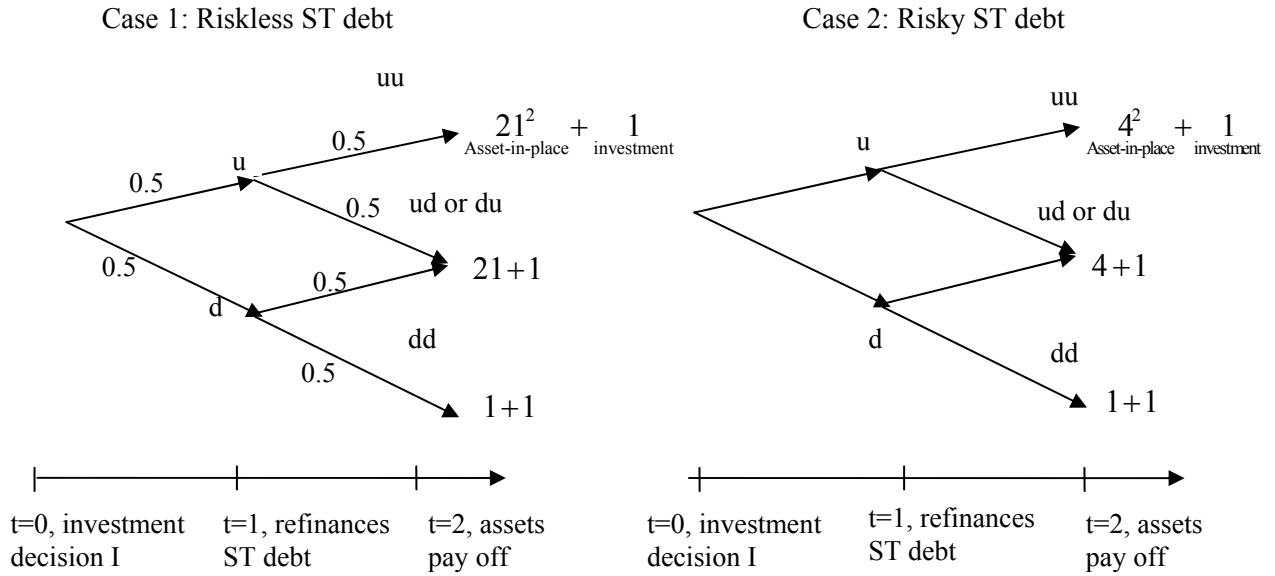 Case 1: Riskless ST debt
uu
0.5
21² + 1
Asset-in-place investment
u
0.5
0.5
ud or du
0.5
0.5
21+1
d
dd
0.5
1+1
t=0, investment
decision I
t=1, refinances
ST debt
t=2, assets
pay off
Case 2: Risky ST debt
uu
4² + 1
Asset-in-place investment
u
ud or du
4+1
d
dd
1+1
t=0, investment
decision I
t=1, refinances
ST debt
t=2, assets
pay off